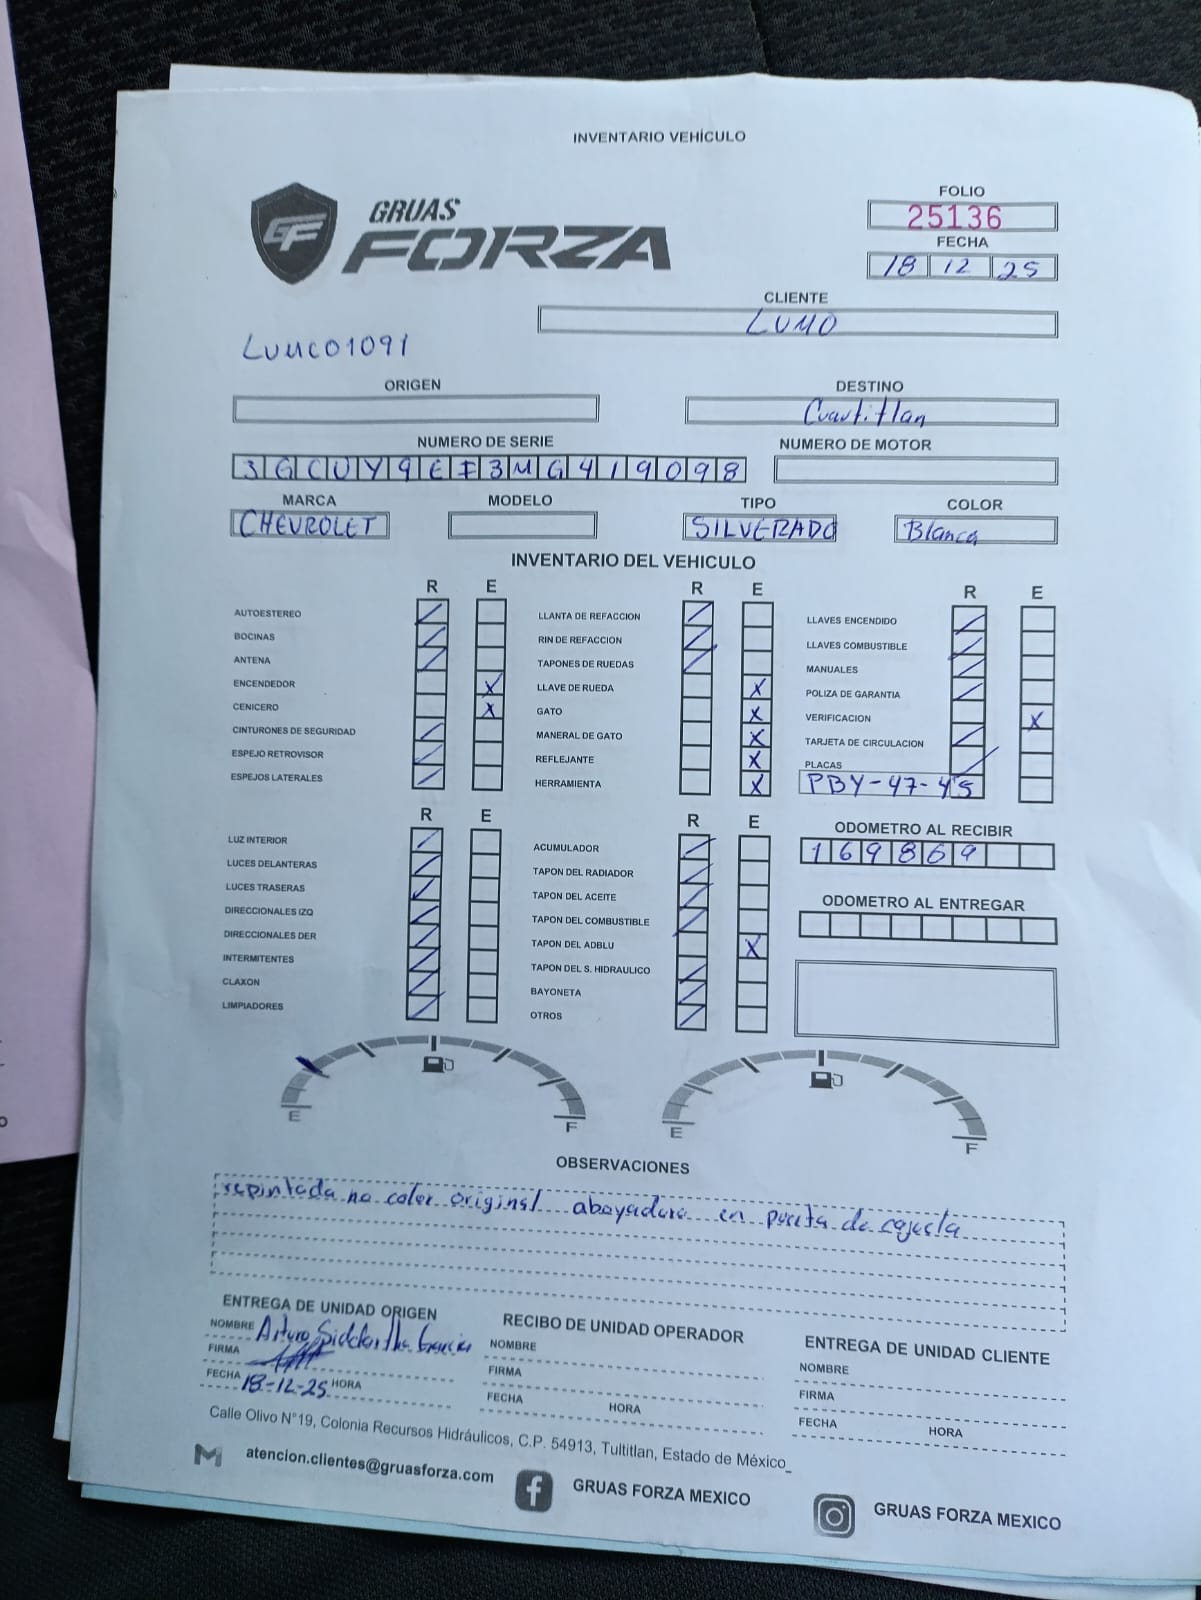 INVENTARIO VEHÍCULO
GF
GRUAS
FORZA
FOLIO
25136
FECHA
18 12 25
CLIENTE
LUMO
LUMC01091
ORIGEN
DESTINO
Cuautitlan
NUMERO DE SERIE
3GCUY9EF3MG419098
NUMERO DE MOTOR
MARCA
CHEVROLET
MODELO
TIPO
SILVERADO
COLOR
Blanca
INVENTARIO DEL VEHICULO
R E R E R E
AUTOESTEREO / LLANTA DE REFACCION / LLAVES ENCENDIDO /
BOCINAS / RIN DE REFACCION / LLAVES COMBUSTIBLE /
ANTENA / TAPONES DE RUEDAS / MANUALES /
ENCENDEDOR X LLAVE DE RUEDA X POLIZA DE GARANTIA /
CENICERO X GATO X VERIFICACION X
CINTURONES DE SEGURIDAD / MANERAL DE GATO X TARJETA DE CIRCULACION /
ESPEJO RETROVISOR / REFLEJANTE X PLACAS /
ESPEJOS LATERALES / HERRAMIENTA X PBY-47-45
R E R E
LUZ INTERIOR / ACUMULADOR /
LUCES DELANTERAS / TAPON DEL RADIADOR /
LUCES TRASERAS / TAPON DEL ACEITE /
DIRECCIONALES IZQ / TAPON DEL COMBUSTIBLE /
DIRECCIONALES DER / TAPON DEL ADBLU X
INTERMITENTES / TAPON DEL S. HIDRAULICO /
CLAXON / BAYONETA /
LIMPIADORES / OTROS /
ODOMETRO AL RECIBIR
169869
ODOMETRO AL ENTREGAR
E F E F
OBSERVACIONES
repintada no color original aboyadura en puerta de cajuela
ENTREGA DE UNIDAD ORIGEN
NOMBRE Arturo Siddartha Garcia
FIRMA
FECHA 18-12-25 HORA
RECIBO DE UNIDAD OPERADOR
NOMBRE
FIRMA
FECHA HORA
ENTREGA DE UNIDAD CLIENTE
NOMBRE
FIRMA
FECHA HORA
Calle Olivo N°19, Colonia Recursos Hidráulicos, C.P. 54913, Tultitlan, Estado de México_
atencion.clientes@gruasforza.com
GRUAS FORZA MEXICO
GRUAS FORZA MEXICO